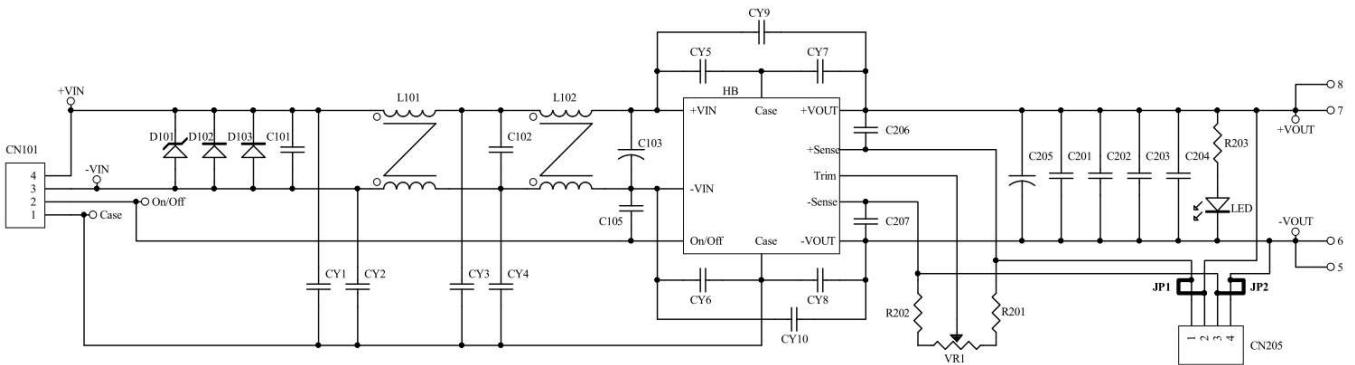 CY9
CY5 CY7
+VIN L101 L102 HB 8
+VIN Case +VOUT 7
D101 D102 D103 C101 C102 C103 C206 +VOUT
CN101 +Sense R203
4 -VIN C205 C201 C202 C203 C204
3 -VIN Trim
2 On/Off -Sense LED
1 Case C105 C207 -VOUT
On/Off Case -VOUT 6
5
CY1 CY2 CY3 CY4 CY6 CY8 JP1 JP2
R202 R201
CY10 1 2 3 4
VR1 CN205